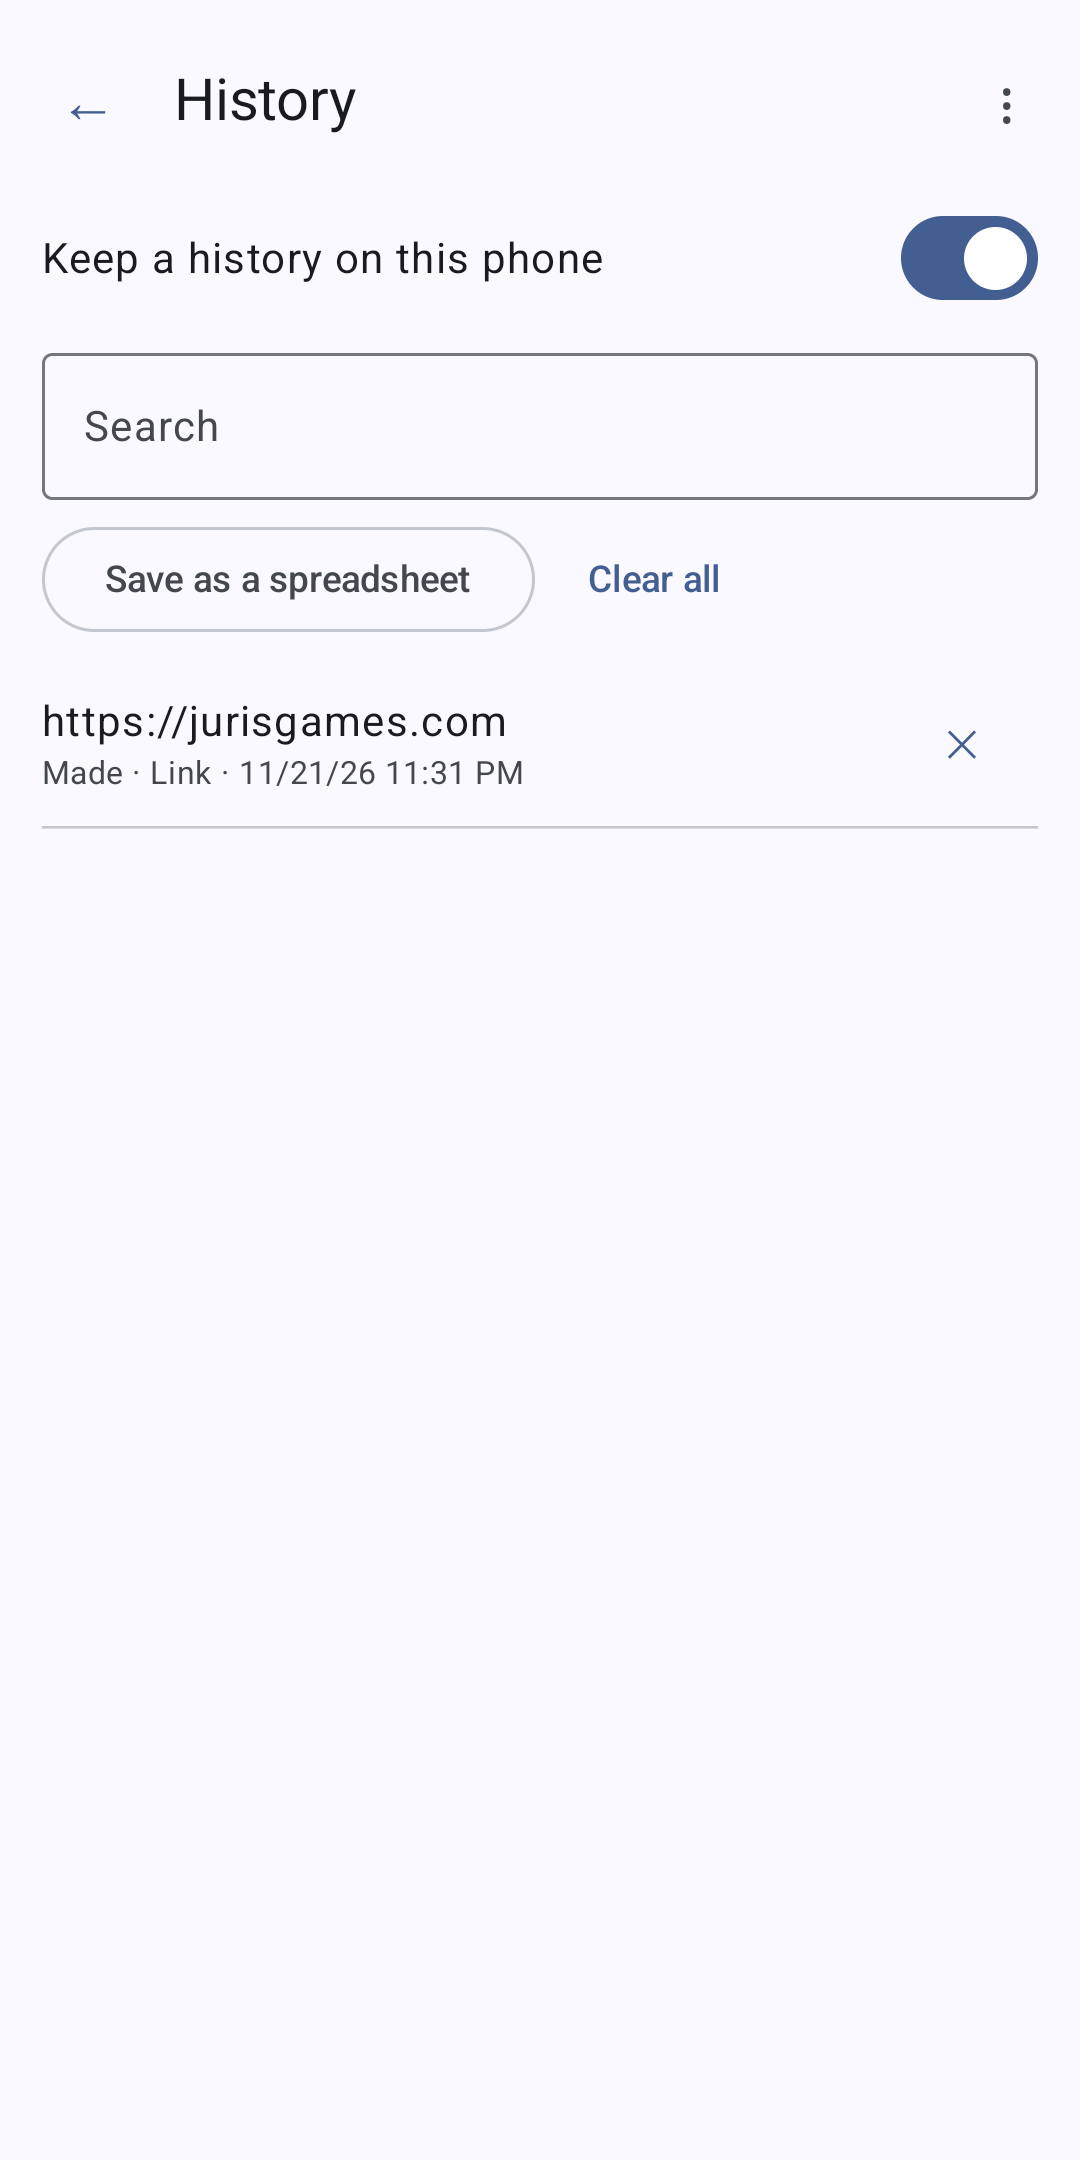 History
Keep a history on this phone
Search
Save as a spreadsheet
Clear all
https://jurisgames.com
Made · Link · 11/21/26 11:31 PM